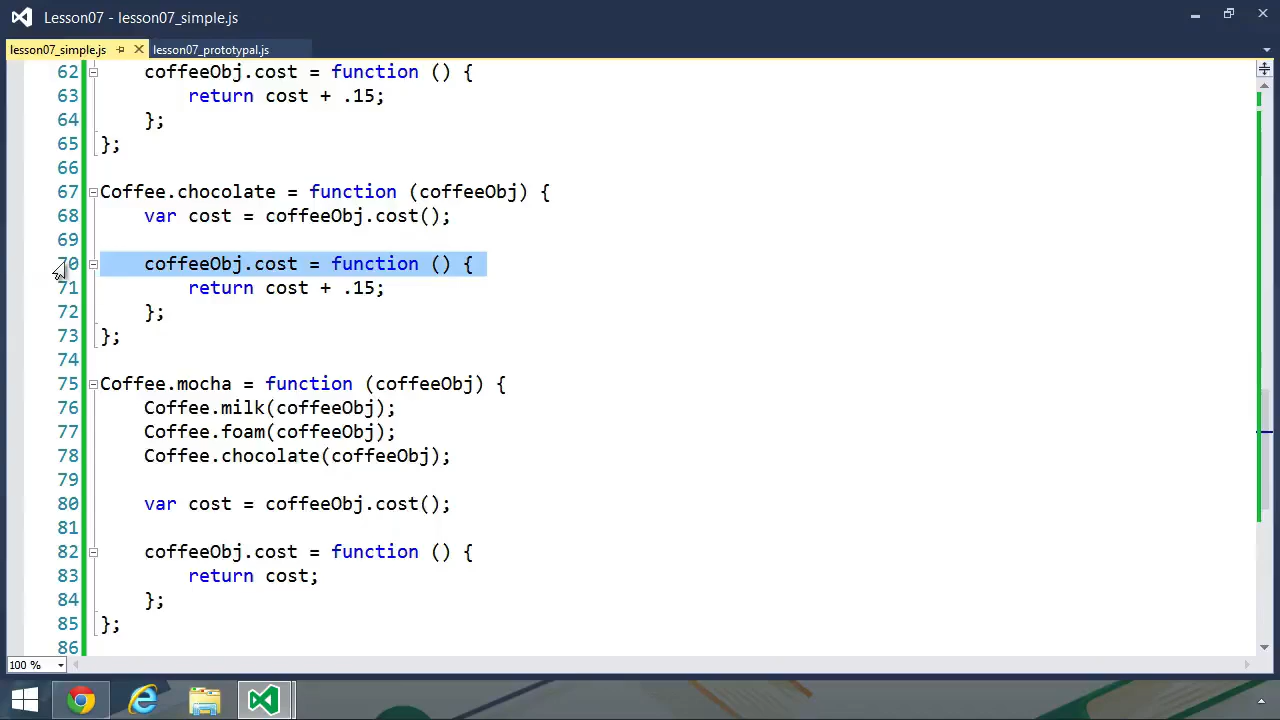 Lesson07 - lesson07_simple.js
lesson07_simple.js
lesson07_prototypal.js
62 coffeeObj.cost = function () {
63 return cost + .15;
64 };
65 };
66
67 Coffee.chocolate = function (coffeeObj) {
68 var cost = coffeeObj.cost();
69
70 coffeeObj.cost = function () {
71 return cost + .15;
72 };
73 };
74
75 Coffee.mocha = function (coffeeObj) {
76 Coffee.milk(coffeeObj);
77 Coffee.foam(coffeeObj);
78 Coffee.chocolate(coffeeObj);
79
80 var cost = coffeeObj.cost();
81
82 coffeeObj.cost = function () {
83 return cost;
84 };
85 };
86
100 %